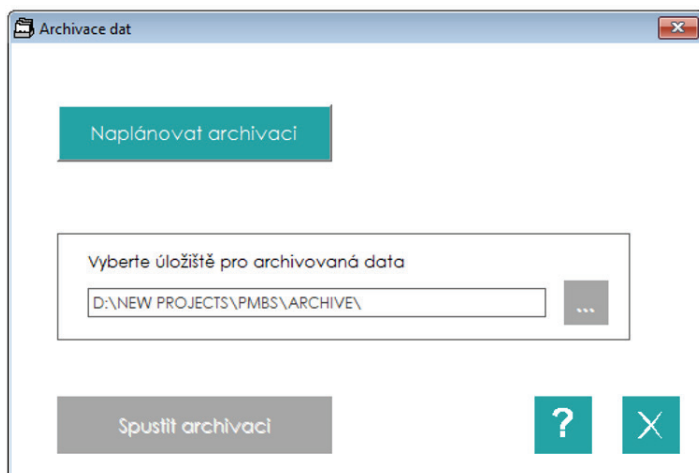 Archivace dat
Naplánovat archivaci
Vyberte úložiště pro archivovaná data
D:\NEW PROJECTS\PMBS\ARCHIVE\
...
Spustit archivaci
?
X